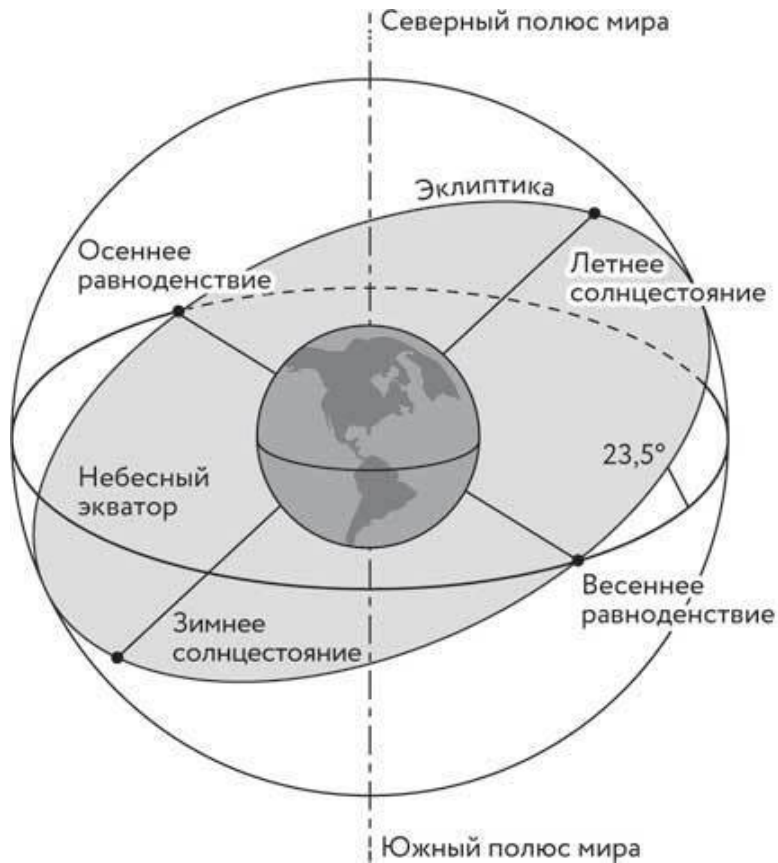 Северный полюс мира
Эклиптика
Осеннее
равноденствие
Летнее
солнцестояние
23,5°
Небесный
экватор
Весеннее
равноденствие
Зимнее
солнцестояние
Южный полюс мира